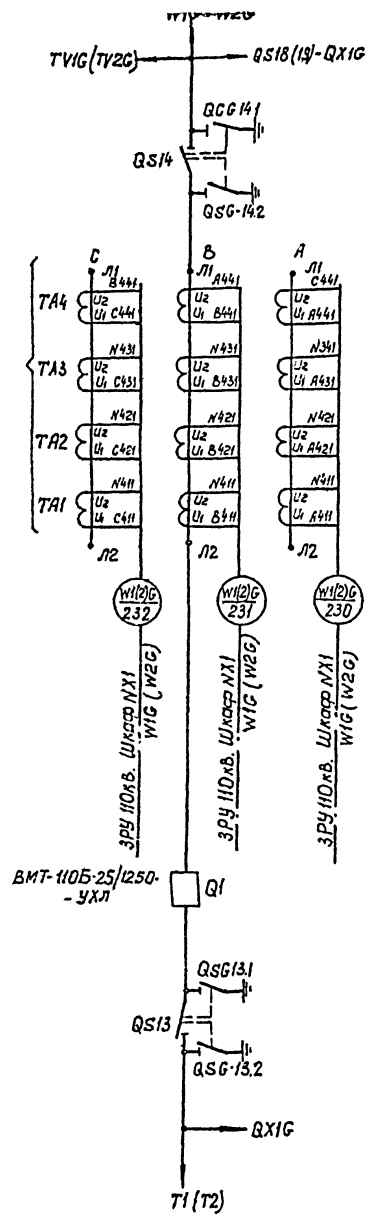 W1G-W2G
TV1G(TV2G)
QS18(19)-QX1G
QCG14.1
QS14
QSG-14.2
C B A
Л1 Л1 Л1
B441 A441 C441
TA4
U2 U2 U2
U1 C441 U1 B441 U1 A441
N431 N431 N341
TA3
U2 U2 U2
U1 C431 U1 B431 U1 A431
N421 N421 N421
TA2
U2 U2 U2
U1 C421 U1 B421 U1 A421
N411 N411 N411
TA1
U2 U2 U2
U1 C411 U1 B411 U1 A411
Л2 Л2 Л2
W1(2)G
232
W1(2)G
231
W1(2)G
230
ЗРУ 110кв. Шкаф NX1
W1G (W2G)
ЗРУ 110кв. Шкаф NX1
W1G (W2G)
ЗРУ 110кв. Шкаф NX1
W1G (W2G)
ВМТ-110Б-25/1250-
-УХЛ
Q1
QSG13.1
QS13
QSG-13.2
QX1G
T1(T2)